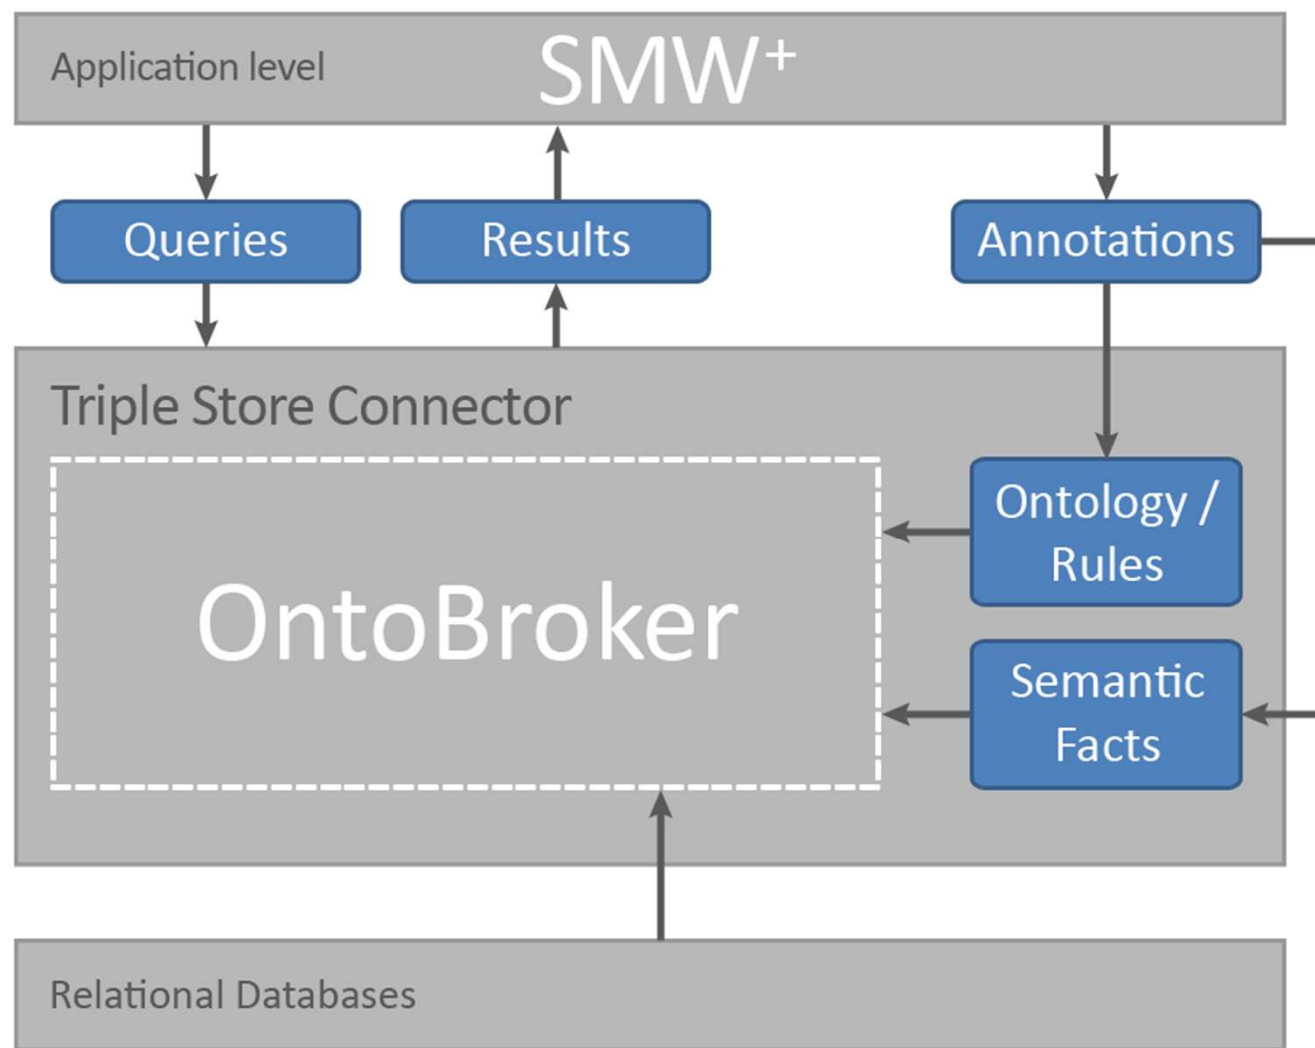 Application level
SMW⁺
Queries
Results
Annotations
Triple Store Connector
OntoBroker
Ontology /
Rules
Semantic
Facts
Relational Databases